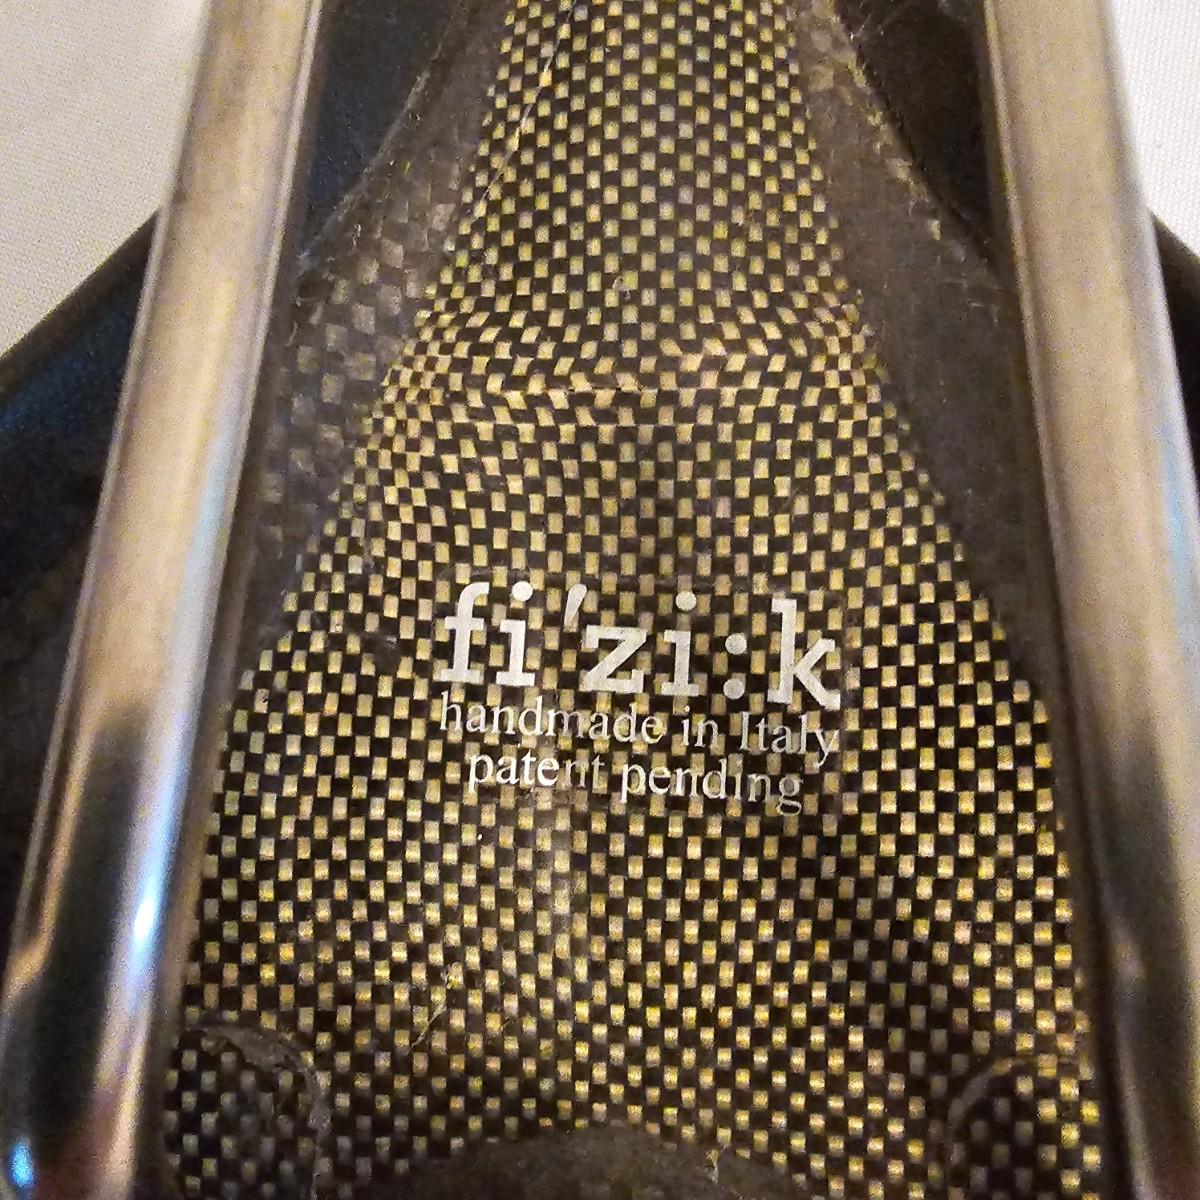 fi'zi:k
handmade in Italy
patent pending